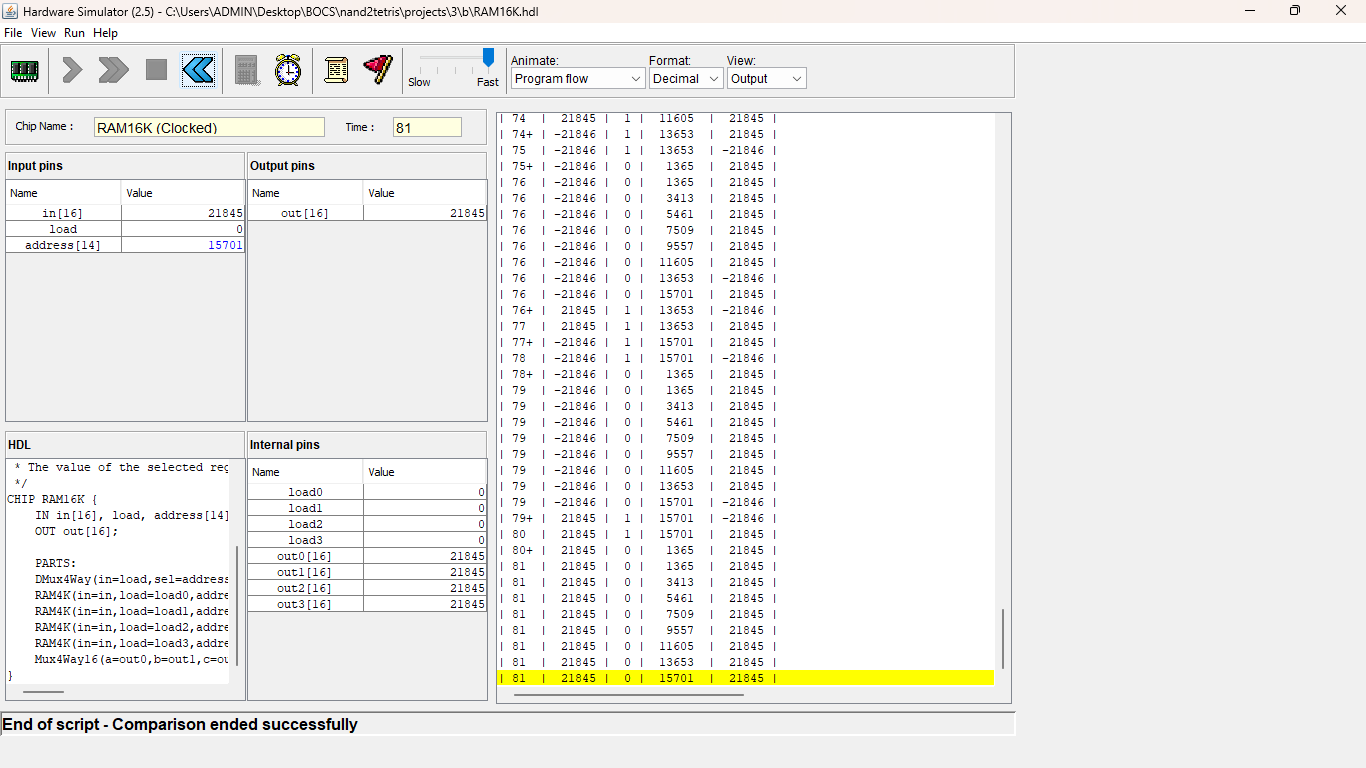 Hardware Simulator (2.5) - C:\Users\ADMIN\Desktop\BOCS\nand2tetris\projects\3\b\RAM16K.hdl
File View Run Help
Slow Fast
Animate: Format: View:
Program flow Decimal Output
Chip Name : RAM16K (Clocked) Time : 81
Input pins
Name Value
in[16] 21845
load 0
address[14] 15701
Output pins
Name Value
out[16] 21845
HDL
* The value of the selected reg
*/
CHIP RAM16K {
IN in[16], load, address[14]
OUT out[16];
PARTS:
DMux4Way(in=load,sel=address
RAM4K(in=in,load=load0,addre
RAM4K(in=in,load=load1,addre
RAM4K(in=in,load=load2,addre
RAM4K(in=in,load=load3,addre
Mux4Way16(a=out0,b=out1,c=ou
}
Internal pins
Name Value
load0 0
load1 0
load2 0
load3 0
out0[16] 21845
out1[16] 21845
out2[16] 21845
out3[16] 21845
| 74 | 21845 | 1 | 11605 | 21845 |
| 74+ | -21846 | 1 | 13653 | 21845 |
| 75 | -21846 | 1 | 13653 | -21846 |
| 75+ | -21846 | 0 | 1365 | 21845 |
| 76 | -21846 | 0 | 1365 | 21845 |
| 76 | -21846 | 0 | 3413 | 21845 |
| 76 | -21846 | 0 | 5461 | 21845 |
| 76 | -21846 | 0 | 7509 | 21845 |
| 76 | -21846 | 0 | 9557 | 21845 |
| 76 | -21846 | 0 | 11605 | 21845 |
| 76 | -21846 | 0 | 13653 | -21846 |
| 76 | -21846 | 0 | 15701 | 21845 |
| 76+ | 21845 | 1 | 13653 | -21846 |
| 77 | 21845 | 1 | 13653 | 21845 |
| 77+ | -21846 | 1 | 15701 | 21845 |
| 78 | -21846 | 1 | 15701 | -21846 |
| 78+ | -21846 | 0 | 1365 | 21845 |
| 79 | -21846 | 0 | 1365 | 21845 |
| 79 | -21846 | 0 | 3413 | 21845 |
| 79 | -21846 | 0 | 5461 | 21845 |
| 79 | -21846 | 0 | 7509 | 21845 |
| 79 | -21846 | 0 | 9557 | 21845 |
| 79 | -21846 | 0 | 11605 | 21845 |
| 79 | -21846 | 0 | 13653 | 21845 |
| 79 | -21846 | 0 | 15701 | -21846 |
| 79+ | 21845 | 1 | 15701 | -21846 |
| 80 | 21845 | 1 | 15701 | 21845 |
| 80+ | 21845 | 0 | 1365 | 21845 |
| 81 | 21845 | 0 | 1365 | 21845 |
| 81 | 21845 | 0 | 3413 | 21845 |
| 81 | 21845 | 0 | 5461 | 21845 |
| 81 | 21845 | 0 | 7509 | 21845 |
| 81 | 21845 | 0 | 9557 | 21845 |
| 81 | 21845 | 0 | 11605 | 21845 |
| 81 | 21845 | 0 | 13653 | 21845 |
| 81 | 21845 | 0 | 15701 | 21845 |
End of script - Comparison ended successfully